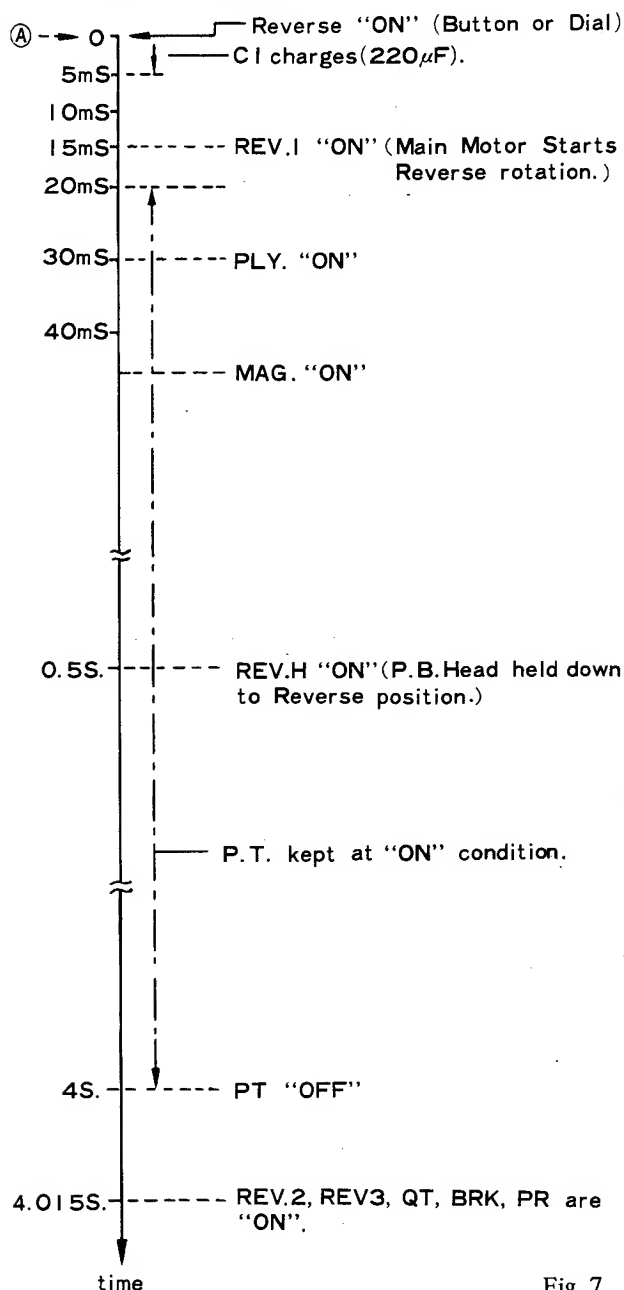 Ⓐ 0 Reverse “ON” (Button or Dial)
CI charges(220μF).
5mS
10mS
15mS REV.I “ON” (Main Motor Starts
Reverse rotation.)
20mS
30mS PLY. “ON”
40mS
MAG. “ON”
0.5S. REV.H “ON”(P.B.Head held down
to Reverse position.)
P.T. kept at “ON” condition.
4S. PT “OFF”
4.015S. REV.2, REV3, QT, BRK, PR are
“ON”.
time
Fig. 7